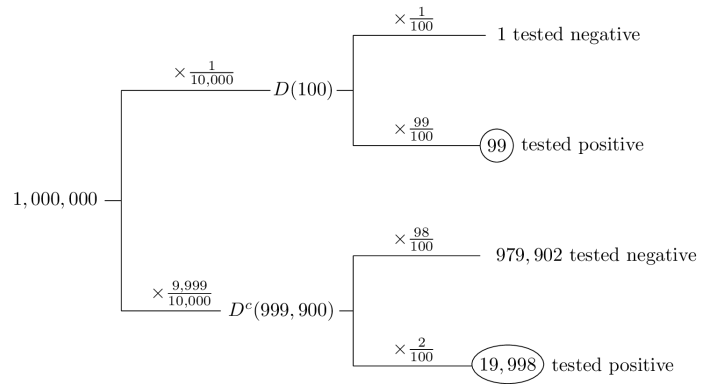 × 1/100
1 tested negative
× 1/10,000
D(100)
× 99/100
99 tested positive
1,000,000
× 98/100
979,902 tested negative
× 9,999/10,000
Dᶜ(999,900)
× 2/100
19,998 tested positive